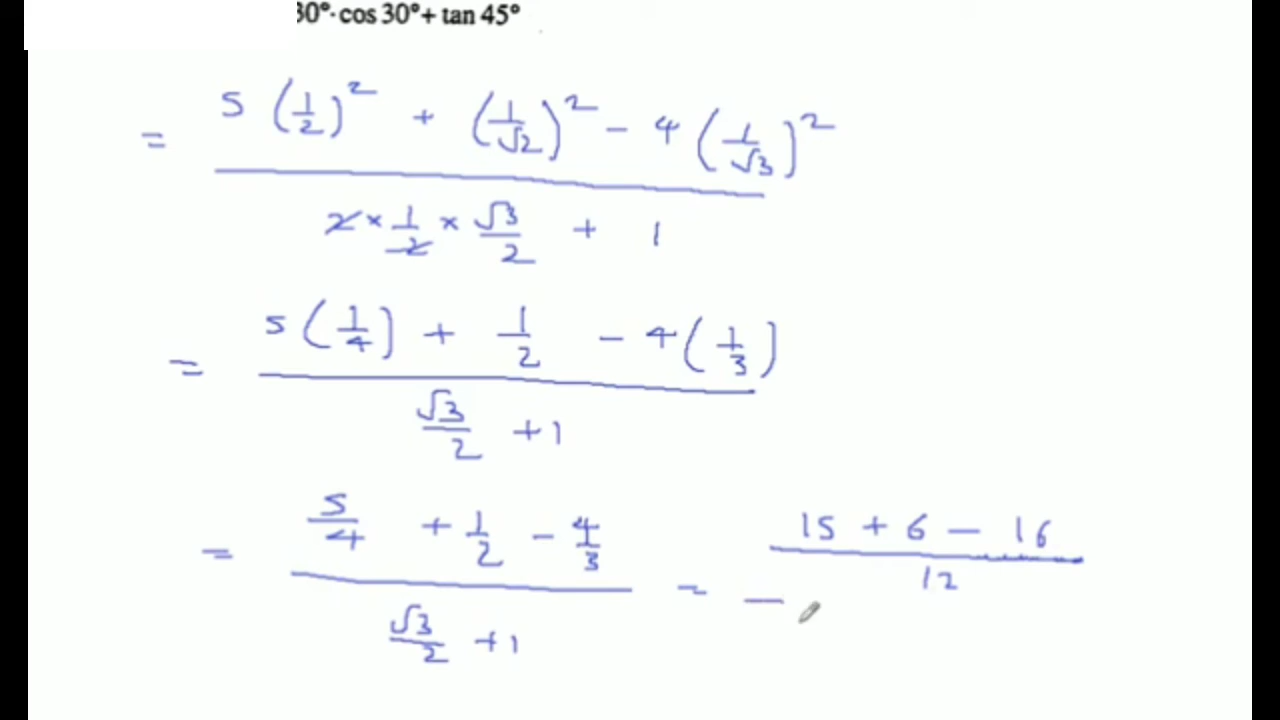 30°·cos 30°+ tan 45°
= (5 (1/2)² + (1/√2)² - 4 (1/√3)²) / (2 × 1/2 × √3/2 + 1)
= (5 (1/4) + 1/2 - 4 (1/3)) / (√3/2 + 1)
= (5/4 + 1/2 - 4/3) / (√3/2 + 1) = (15 + 6 - 16) / 12